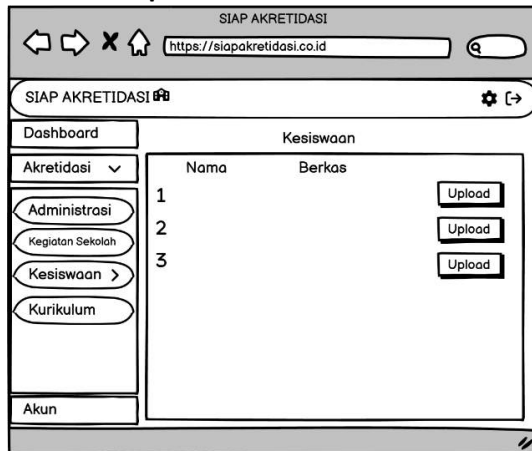 SIAP AKRETIDASI
https://siapakretidasi.co.id
SIAP AKRETIDASI
Dashboard
Kesiswaan
Akretidasi
Nama Berkas
Administrasi
Kegiatan Sekolah
Kesiswaan >
Kurikulum
1 Upload
2 Upload
3 Upload
Akun